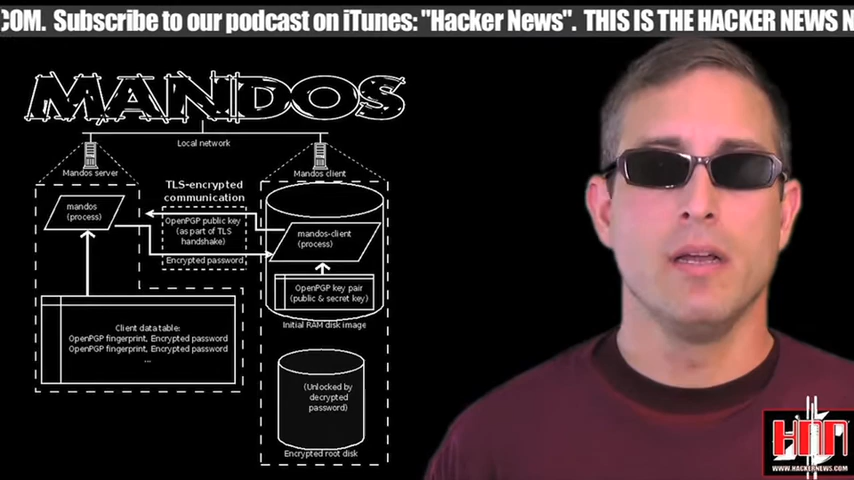 COM. Subscribe to our podcast on iTunes: "Hacker News". THIS IS THE HACKER NEWS N
MANDOS
Local network
Mandos server
Mandos client
TLS-encrypted
communication
mandos
(process)
OpenPGP public key
(as part of TLS
handshake)
mandos-client
(process)
Encrypted password
OpenPGP key pair
(public & secret key)
Initial RAM disk image
Client data table:
OpenPGP fingerprint, Encrypted password
OpenPGP fingerprint, Encrypted password
...
(Unlocked by
decrypted
password)
Encrypted root disk
HNN
WWW.HACKERNEWS.COM